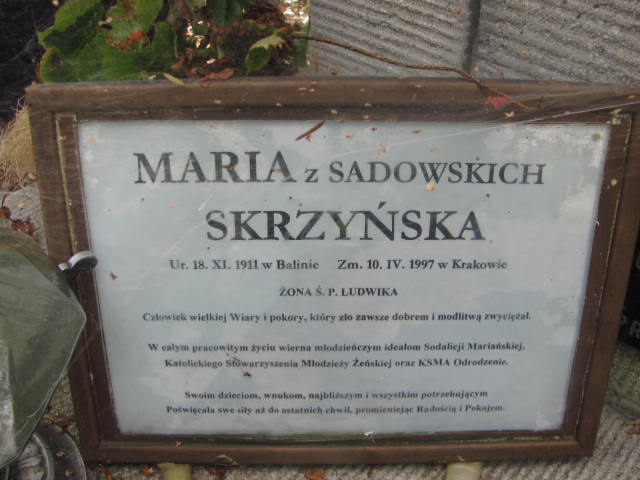 MARIA z SADOWSKICH
SKRZYŃSKA
Ur. 18. XI. 1911 w Balinie Zm. 10. IV. 1997 w Krakowie
ŻONA Ś. P. LUDWIKA
Człowiek wielkiej Wiary i pokory, który zło zawsze dobrem i modlitwą zwyciężał.
W całym pracowitym życiu wierna młodzieńczym ideałom Sodalicji Mariańskiej,
Katolickiego Stowarzyszenia Młodzieży Żeńskiej oraz KSMA Odrodzenie.
Swoim dzieciom, wnukom, najbliższym i wszystkim potrzebującym
Poświęcała swe siły aż do ostatnich chwil, promieniejąc Radością i Pokojem.